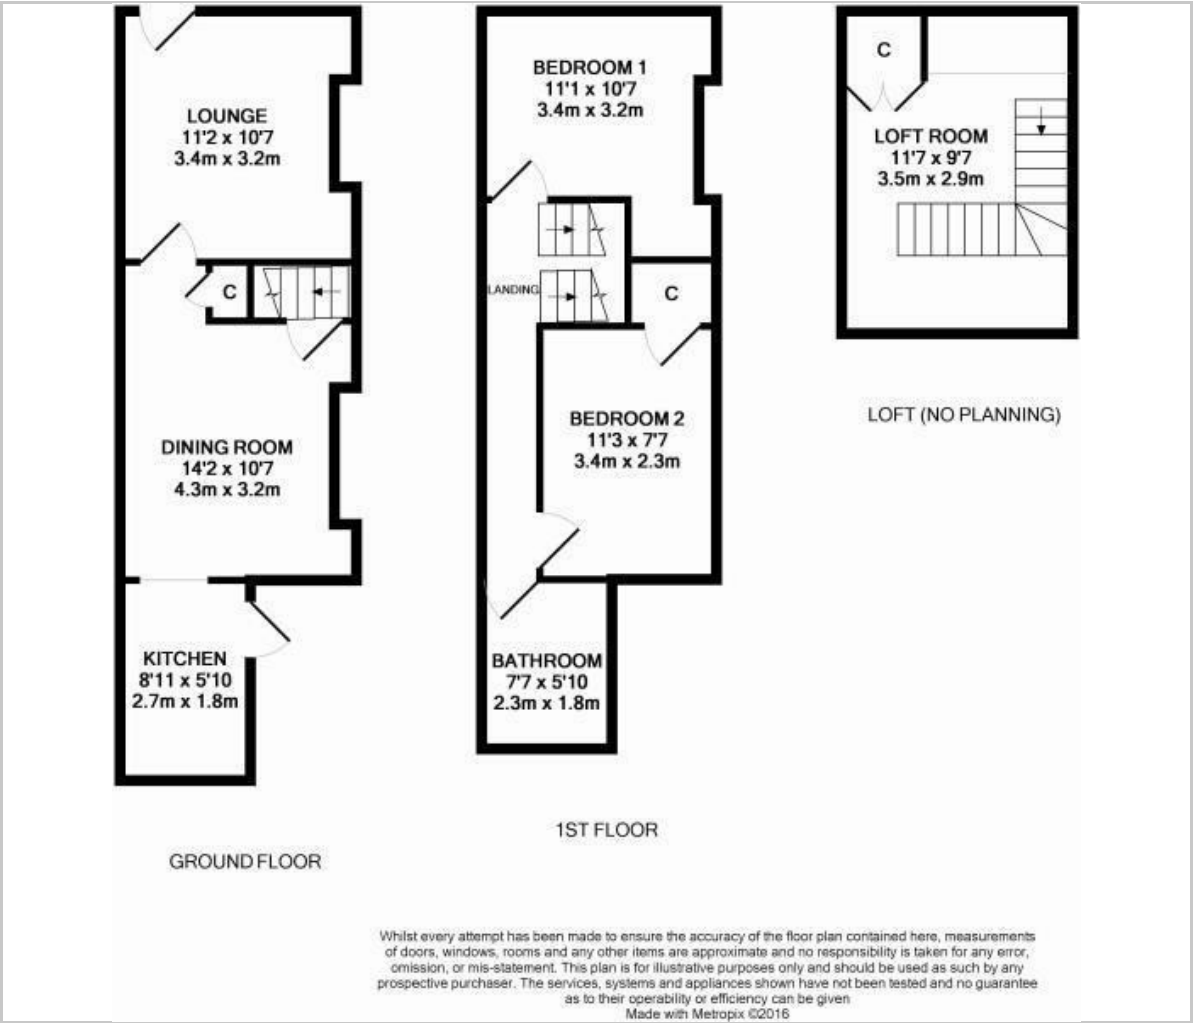 LOUNGE
11'2 x 10'7
3.4m x 3.2m
C
DINING ROOM
14'2 x 10'7
4.3m x 3.2m
KITCHEN
8'11 x 5'10
2.7m x 1.8m
GROUND FLOOR
BEDROOM 1
11'1 x 10'7
3.4m x 3.2m
LANDING
C
BEDROOM 2
11'3 x 7'7
3.4m x 2.3m
BATHROOM
7'7 x 5'10
2.3m x 1.8m
1ST FLOOR
C
LOFT ROOM
11'7 x 9'7
3.5m x 2.9m
LOFT (NO PLANNING)
Whilst every attempt has been made to ensure the accuracy of the floor plan contained here, measurements
of doors, windows, rooms and any other items are approximate and no responsibility is taken for any error,
omission, or mis-statement. This plan is for illustrative purposes only and should be used as such by any
prospective purchaser. The services, systems and appliances shown have not been tested and no guarantee
as to their operability or efficiency can be given
Made with Metropix ©2016